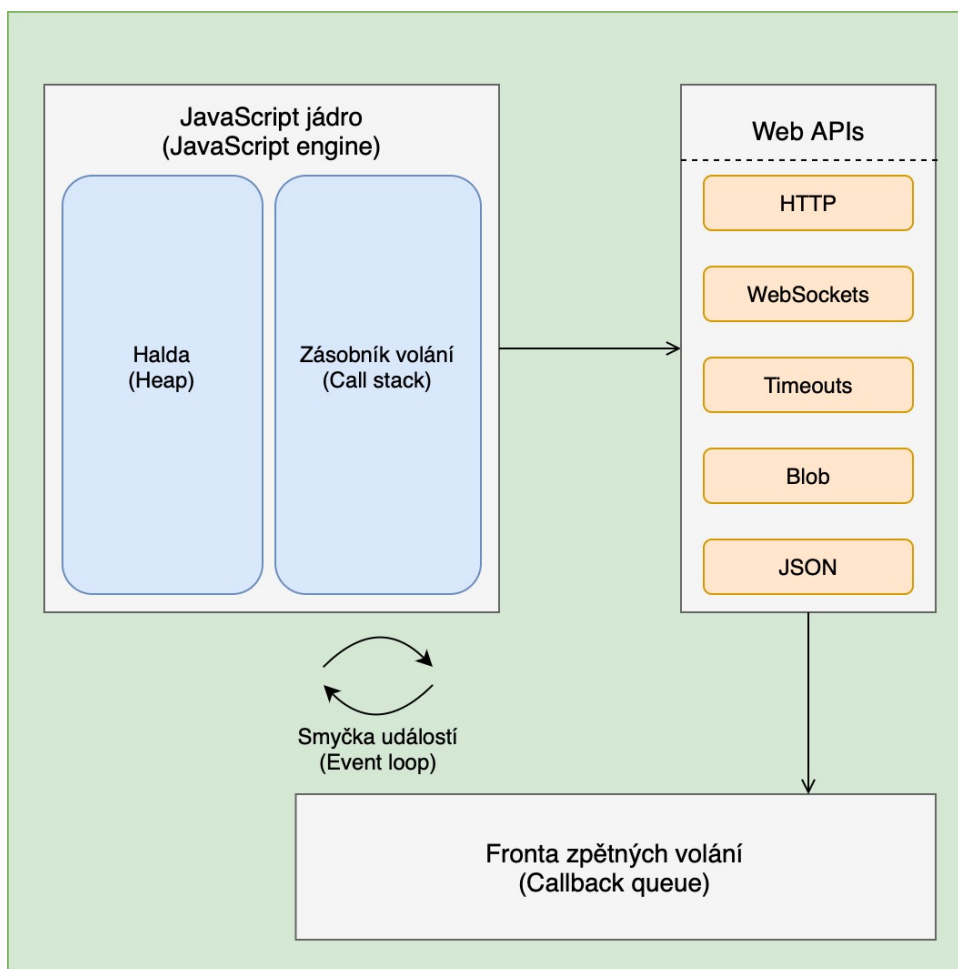 JavaScript jádro
(JavaScript engine)
Halda
(Heap)
Zásobník volání
(Call stack)
Web APIs
HTTP
WebSockets
Timeouts
Blob
JSON
Smyčka událostí
(Event loop)
Fronta zpětných volání
(Callback queue)